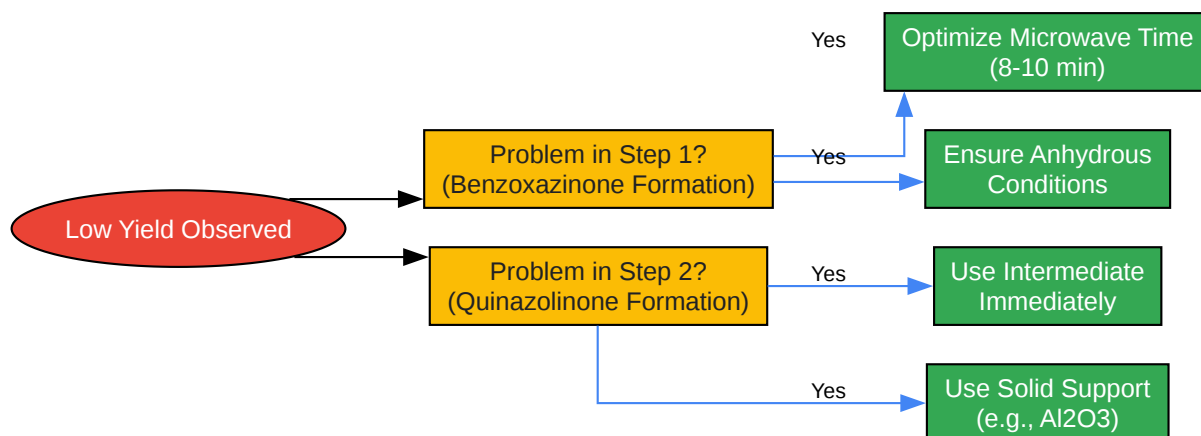 Yes
Optimize Microwave Time
(8-10 min)
Problem in Step 1?
(Benzoxazinone Formation)
Yes
Ensure Anhydrous
Conditions
Low Yield Observed
Problem in Step 2?
(Quinazolinone Formation)
Yes
Use Intermediate
Immediately
Yes
Use Solid Support
(e.g., Al2O3)